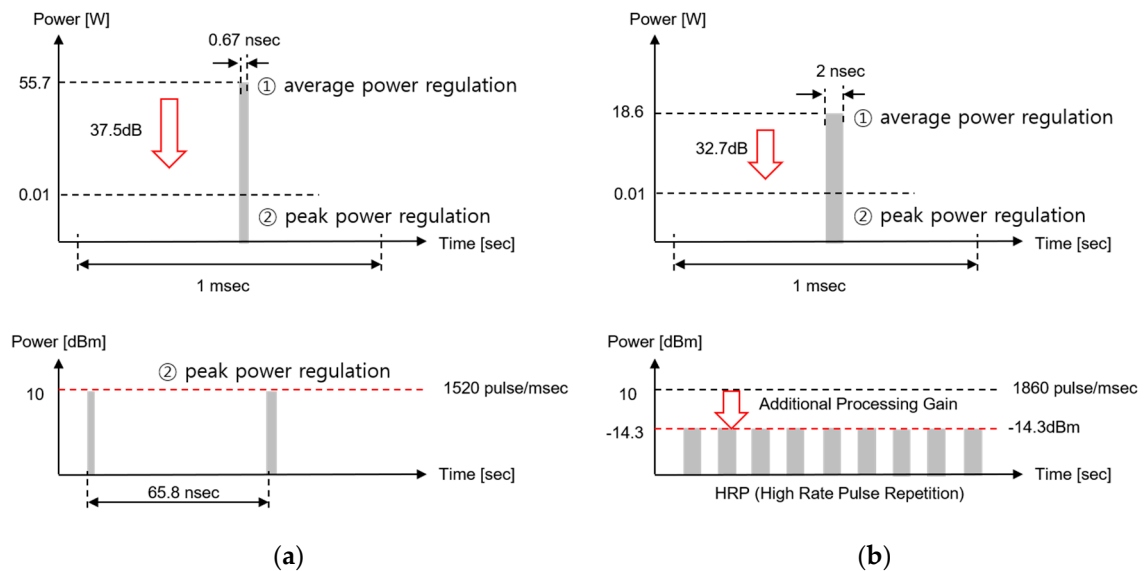 Power [W]
0.67 nsec
55.7
① average power regulation
37.5dB
0.01
② peak power regulation
Time [sec]
1 msec
Power [dBm]
② peak power regulation
10
1520 pulse/msec
Time [sec]
65.8 nsec
(a)
Power [W]
2 nsec
18.6
① average power regulation
32.7dB
0.01
② peak power regulation
Time [sec]
1 msec
Power [dBm]
10
1860 pulse/msec
Additional Processing Gain
-14.3
-14.3dBm
Time [sec]
HRP (High Rate Pulse Repetition)
(b)